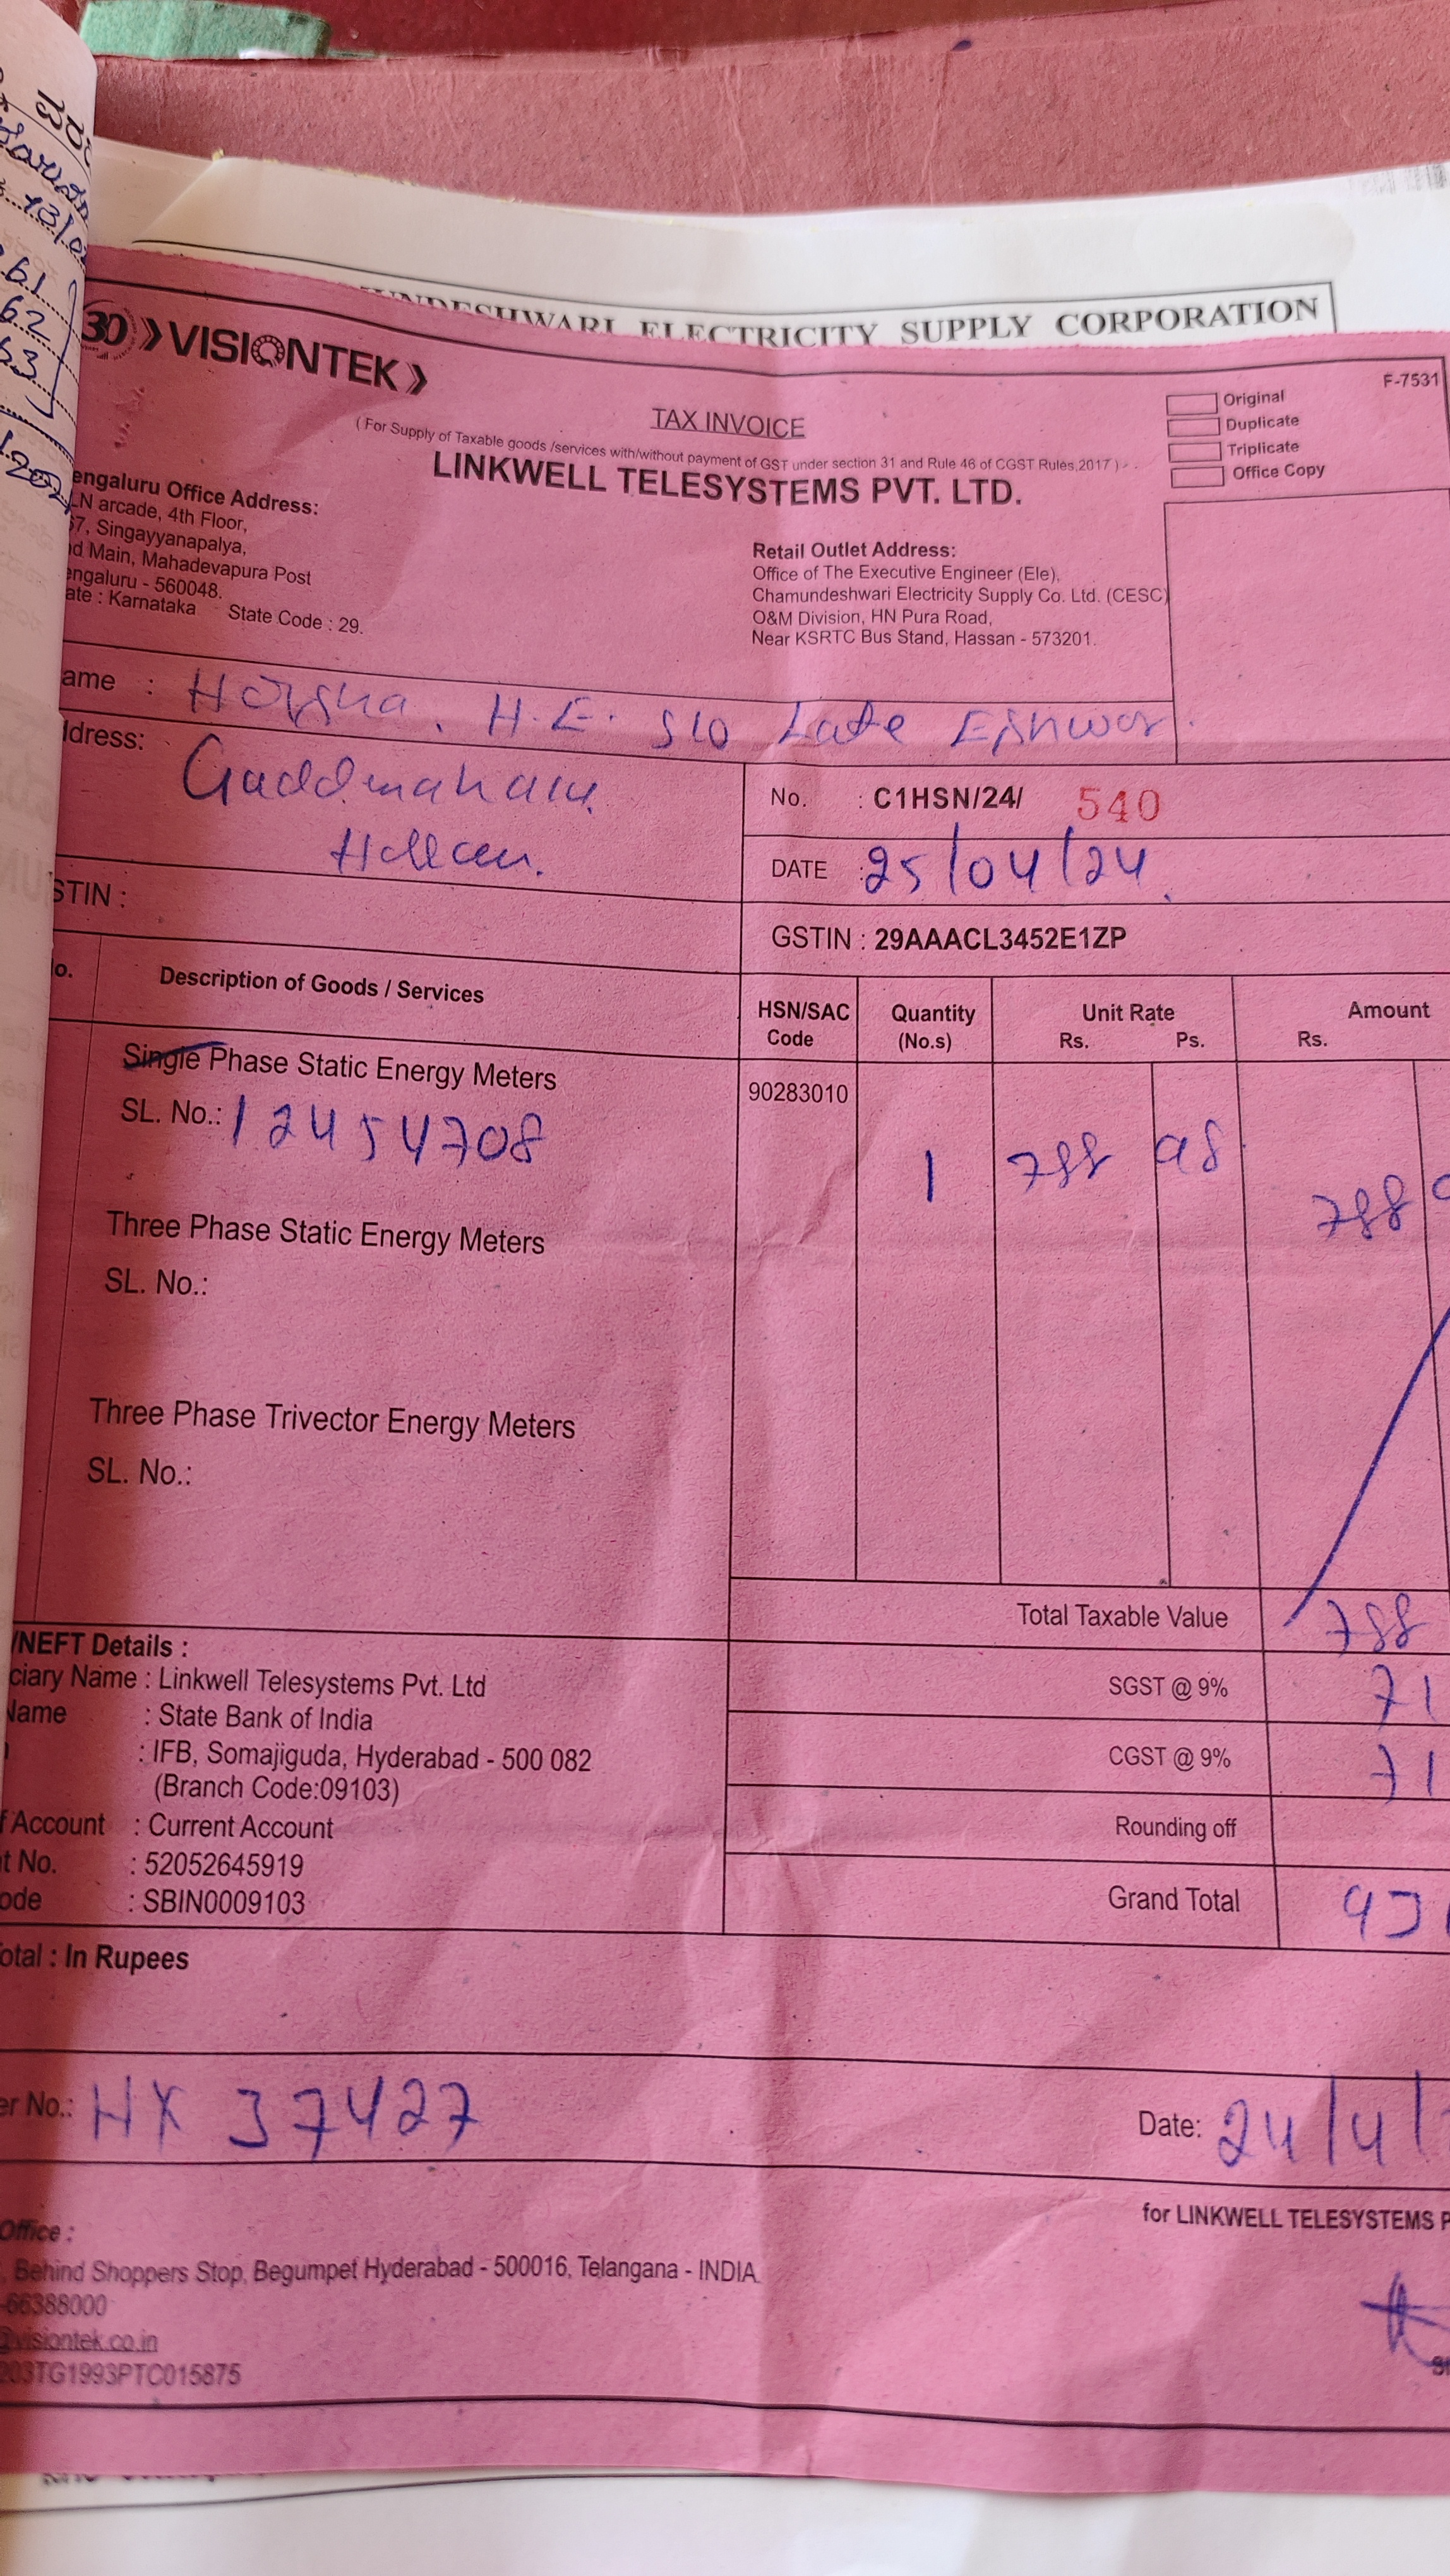 ELECTRICITY SUPPLY CORPORATION
61
62
63
30 VISIONTEK
F-7531
TAX INVOICE
Original
Duplicate
Triplicate
Office Copy
(For Supply of Taxable goods /services with/without payment of GST under section 31 and Rule 46 of CGST Rules,2017)
LINKWELL TELESYSTEMS PVT. LTD.
engaluru Office Address:
LN arcade, 4th Floor,
67, Singayyanapalya,
d Main, Mahadevapura Post
engaluru - 560048.
ate : Karnataka State Code : 29.
Retail Outlet Address:
Office of The Executive Engineer (Ele),
Chamundeshwari Electricity Supply Co. Ltd. (CESC)
O&M Division, HN Pura Road,
Near KSRTC Bus Stand, Hassan - 573201.
ame : H.E. S/o Late
ddress:
No. : C1HSN/24/ 540
DATE : 25/04/24
STIN :
GSTIN : 29AAACL3452E1ZP
o. Description of Goods / Services HSN/SAC Code Quantity (No.s) Unit Rate Rs. Ps. Amount Rs.
Single Phase Static Energy Meters 90283010
SL. No.: 12454708 1 788 98 788
Three Phase Static Energy Meters
SL. No.:
Three Phase Trivector Energy Meters
SL. No.:
Total Taxable Value 788
/NEFT Details :
ciary Name : Linkwell Telesystems Pvt. Ltd
SGST @ 9% 71
Name : State Bank of India
: IFB, Somajiguda, Hyderabad - 500 082
CGST @ 9% 71
(Branch Code:09103)
f Account : Current Account
Rounding off
t No. : 52052645919
ode : SBIN0009103
Grand Total 931
otal : In Rupees
er No.: HX 37427 Date: 24/4/
for LINKWELL TELESYSTEMS P
Office :
, Behind Shoppers Stop, Begumpet Hyderabad - 500016, Telangana - INDIA
-66388000
@visiontek.co.in
203TG1993PTC015875